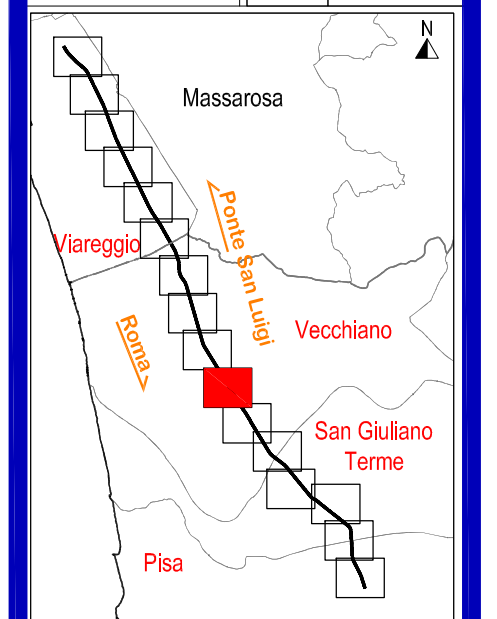 N
Massarosa
Ponte San Luigi
Viareggio
Roma
Vecchiano
San Giuliano
Terme
Pisa